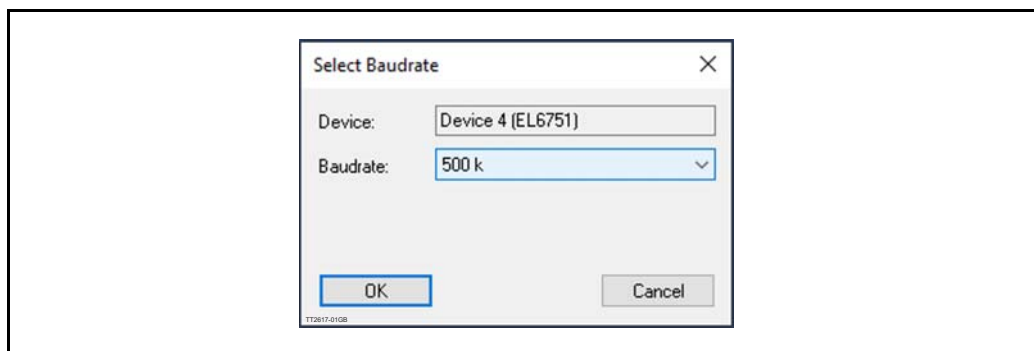 Select Baudrate
Device: Device 4 (EL6751)
Baudrate: 500 k
OK Cancel
TT2617-01GB